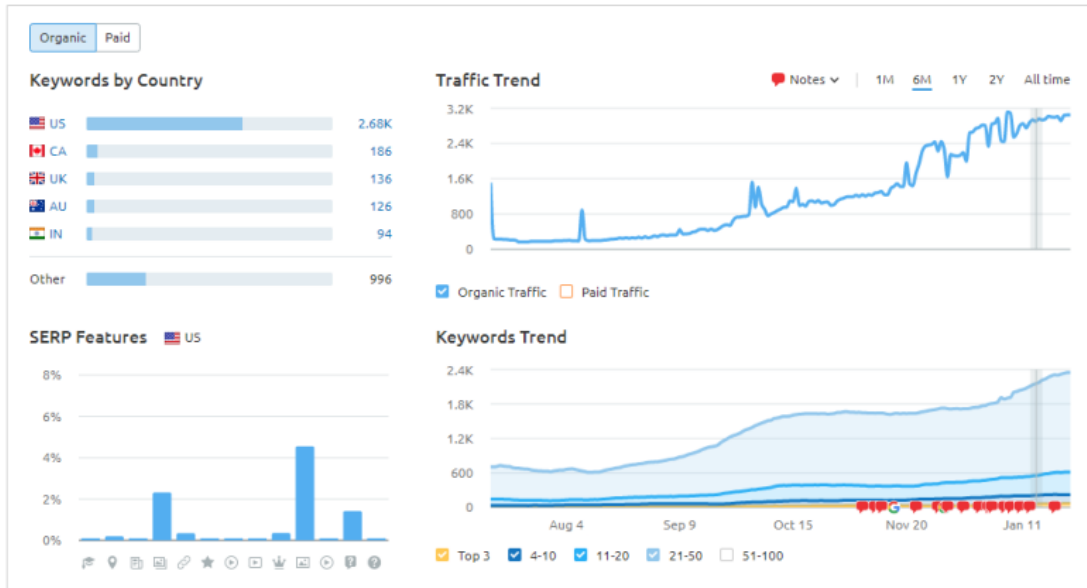 Organic Paid
Keywords by Country
US 2.68K
CA 186
UK 136
AU 126
IN 94
Other 996
Traffic Trend
Notes 1M 6M 1Y 2Y All time
3.2K
2.4K
1.6K
800
0
Organic Traffic Paid Traffic
SERP Features US
8%
6%
4%
2%
0%
Keywords Trend
2.4K
1.8K
1.2K
600
0
Aug 4 Sep 9 Oct 15 Nov 20 Jan 11
Top 3 4-10 11-20 21-50 51-100